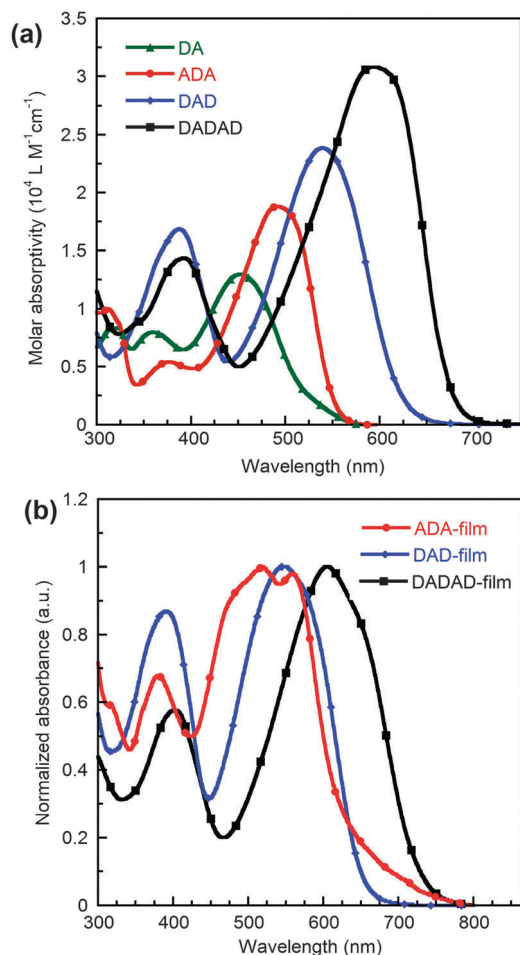 (a)
DA
ADA
DAD
DADAD
Molar absorptivity (10⁴ L M⁻¹cm⁻¹)
3.5
3
2.5
2
1.5
1
0.5
0
300 400 500 600 700
Wavelength (nm)
(b)
ADA-film
DAD-film
DADAD-film
Normalized absorbance (a.u.)
1.2
1
0.8
0.6
0.4
0.2
0
300 400 500 600 700 800
Wavelength (nm)